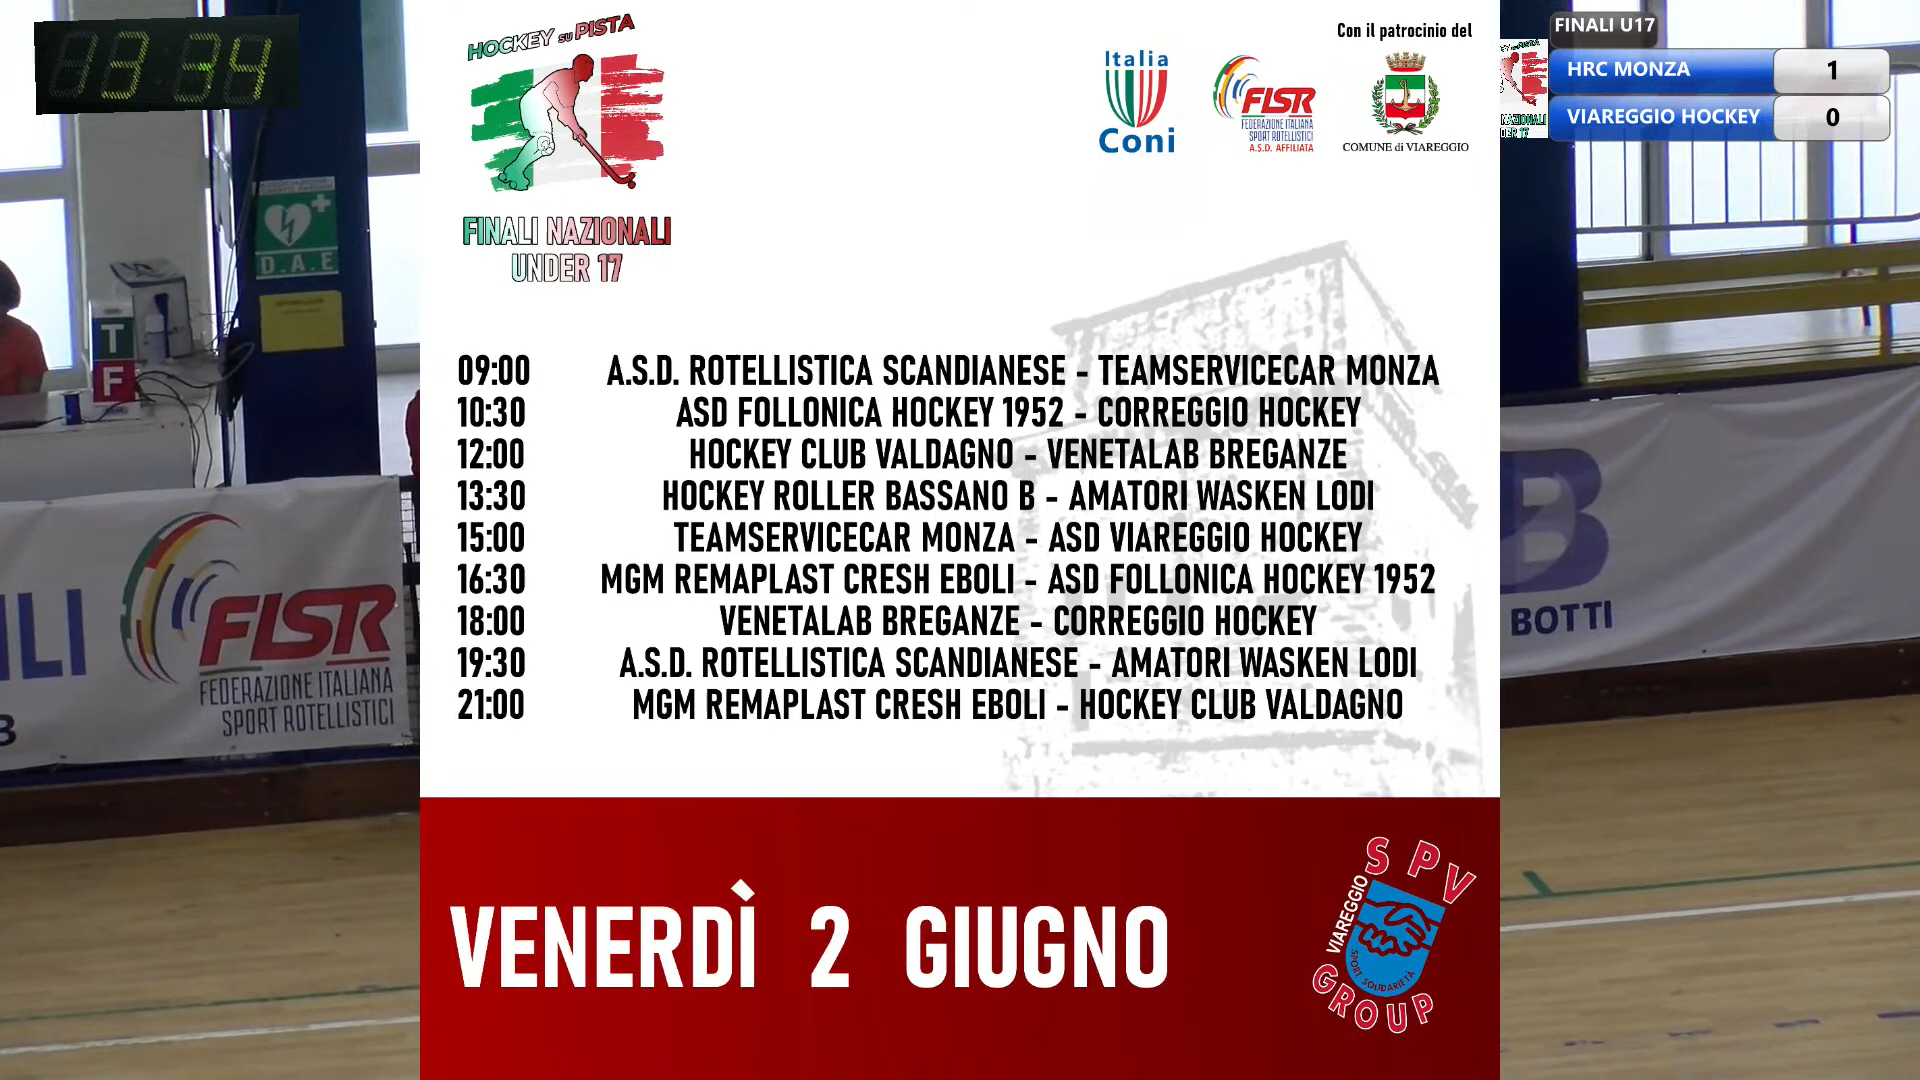 3 34
HOCKEY SU PISTA
FINALI NAZIONALI
UNDER 17
Con il patrocinio del
Italia
Coni
FISR
FEDERAZIONE ITALIANA
SPORT ROTELLISTICI
A.S.D. AFFILIATA
COMUNE di VIAREGGIO
FINALI U17
HRC MONZA 1
VIAREGGIO HOCKEY 0
D.A.E
T
F
09:00 A.S.D. ROTELLISTICA SCANDIANESE - TEAMSERVICECAR MONZA
10:30 ASD FOLLONICA HOCKEY 1952 - CORREGGIO HOCKEY
12:00 HOCKEY CLUB VALDAGNO - VENETALAB BREGANZE
13:30 HOCKEY ROLLER BASSANO B - AMATORI WASKEN LODI
15:00 TEAMSERVICECAR MONZA - ASD VIAREGGIO HOCKEY
16:30 MGM REMAPLAST CRESH EBOLI - ASD FOLLONICA HOCKEY 1952
18:00 VENETALAB BREGANZE - CORREGGIO HOCKEY
19:30 A.S.D. ROTELLISTICA SCANDIANESE - AMATORI WASKEN LODI
21:00 MGM REMAPLAST CRESH EBOLI - HOCKEY CLUB VALDAGNO
FISR
FEDERAZIONE ITALIANA
SPORT ROTELLISTICI
B
BOTTI
VENERDÌ 2 GIUGNO
SPV
VIAREGGIO
SPORT SOLIDARIETÀ
GROUP